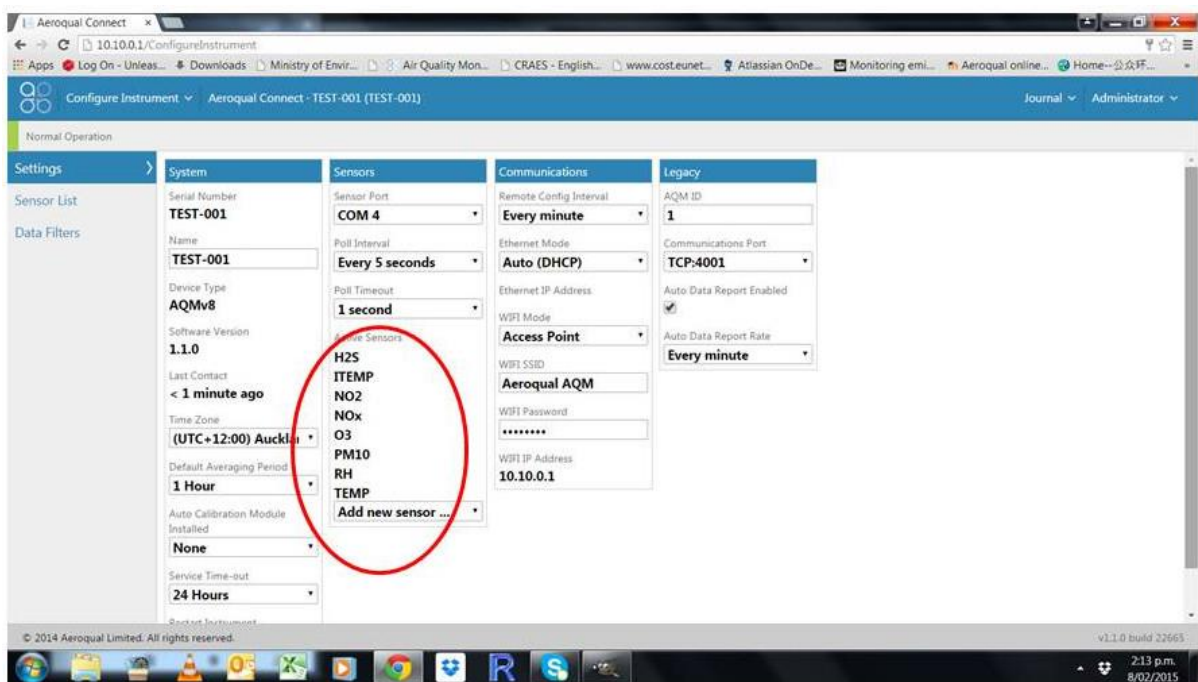 Aeroqual Connect
10.10.0.1/ConfigureInstrument
Apps Log On - Unleas... Downloads Ministry of Envir... Air Quality Mon... CRAES - English... www.cost.eunet... Atlassian OnDe... Monitoring emi... Aeroqual online... Home--公众环...
Configure Instrument Aeroqual Connect - TEST-001 (TEST-001) Journal Administrator
Normal Operation
Settings
Sensor List
Data Filters
System
Serial Number
TEST-001
Name
TEST-001
Device Type
AQMv8
Software Version
1.1.0
Last Contact
< 1 minute ago
Time Zone
(UTC+12:00) Auckla
Default Averaging Period
1 Hour
Auto Calibration Module
Installed
None
Service Time-out
24 Hours
Restart Instrument
Sensors
Sensor Port
COM 4
Poll Interval
Every 5 seconds
Poll Timeout
1 second
Active Sensors
H2S
ITEMP
NO2
NOx
O3
PM10
RH
TEMP
Add new sensor ...
Communications
Remote Config Interval
Every minute
Ethernet Mode
Auto (DHCP)
Ethernet IP Address
WIFI Mode
Access Point
WIFI SSID
Aeroqual AQM
WIFI Password
••••••••
WIFI IP Address
10.10.0.1
Legacy
AQM ID
1
Communications Port
TCP:4001
Auto Data Report Enabled
Auto Data Report Rate
Every minute
© 2014 Aeroqual Limited. All rights reserved. v1.1.0 build 22665
2:13 p.m.
8/02/2015